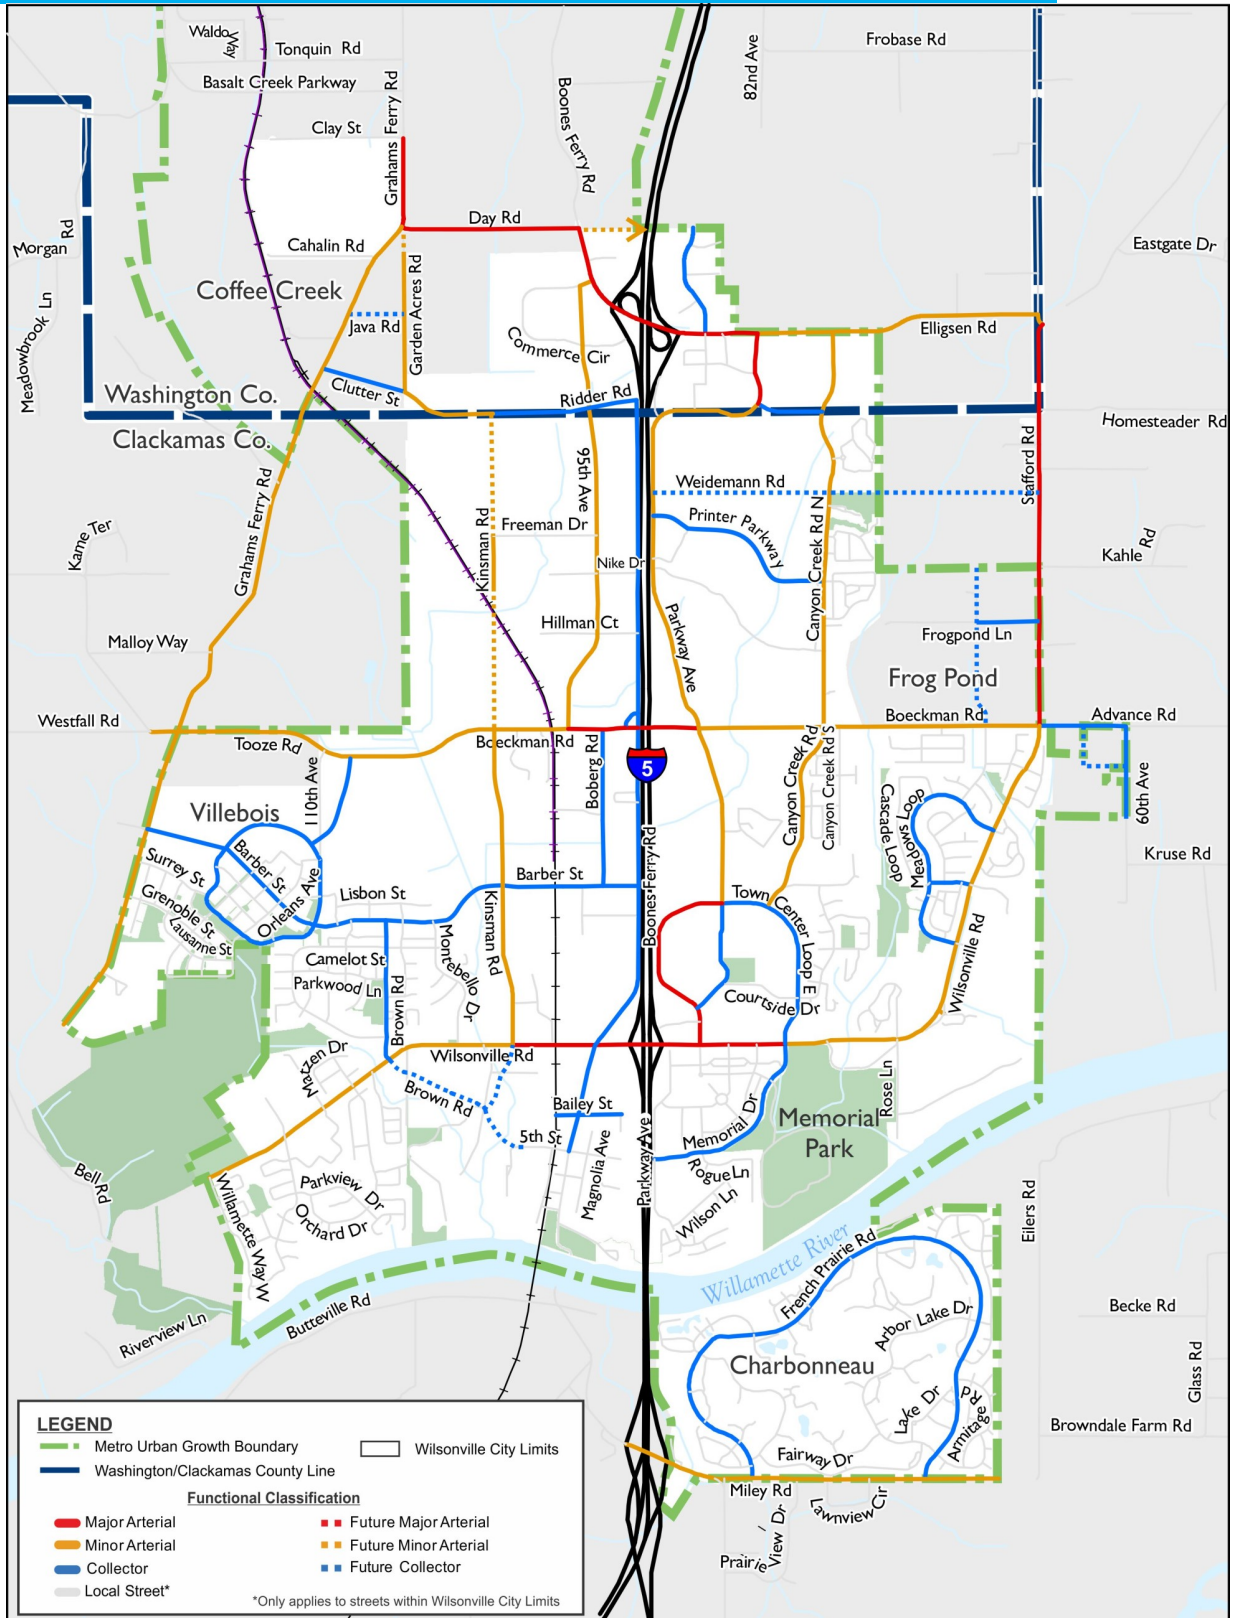 Waldo Way
Tonquin Rd
Basalt Creek Parkway
Clay St
Grahams Ferry Rd
Boones Ferry Rd
82nd Ave
Frobase Rd
Morgan Rd
Day Rd
Cahalin Rd
Eastgate Dr
Coffee Creek
Java Rd
Garden Acres Rd
Meadowbrook Ln
Commerce Cir
Elligsen Rd
Washington Co.
Clutter St
Ridder Rd
Clackamas Co.
Homesteader Rd
Stafford Rd
95th Ave
Weidemann Rd
Grahams Ferry Rd
Kinsman Rd
Freeman Dr
Printer Parkway
Canyon Creek Rd N
Kame Ter
Nike Dr
Kahle Rd
Hillman Ct
Parkway Ave
Malloy Way
Frogpond Ln
Frog Pond
Westfall Rd
Tooze Rd
Boeckman Rd
Boeckman Rd
Advance Rd
5
110th Ave
Boberg Rd
Canyon Creek Rd
Canyon Creek Rd S
60th Ave
Villebois
Cascade Loop
Meadows Loop
Kruse Rd
Surrey St
Barber St
Boones Ferry Rd
Grenoble St
Orleans Ave
Lisbon St
Barber St
Town Center Loop E
Lausanne St
Kinsman Rd
Camelot St
Montebello Dr
Parkwood Ln
Brown Rd
Courtside Dr
Wilsonville Rd
Matzen Dr
Wilsonville Rd
Brown Rd
Bailey St
5th St
Rose Ln
Memorial Dr
Memorial
Park
Magnolia Ave
Parkway Ave
Rogue Ln
Wilson Ln
Bell Rd
Parkview Dr
Orchard Dr
Willamette Way W
Eilers Rd
Willamette River
French Prairie Rd
Butteville Rd
Riverview Ln
Arbor Lake Dr
Becke Rd
Charbonneau
Glass Rd
Lake Dr
Armitage Rd
Browndale Farm Rd
Fairway Dr
Miley Rd
Lawnview Cir
Prairie View Dr
LEGEND
Metro Urban Growth Boundary
Wilsonville City Limits
Washington/Clackamas County Line
Functional Classification
Major Arterial
Future Major Arterial
Minor Arterial
Future Minor Arterial
Collector
Future Collector
Local Street*
*Only applies to streets within Wilsonville City Limits